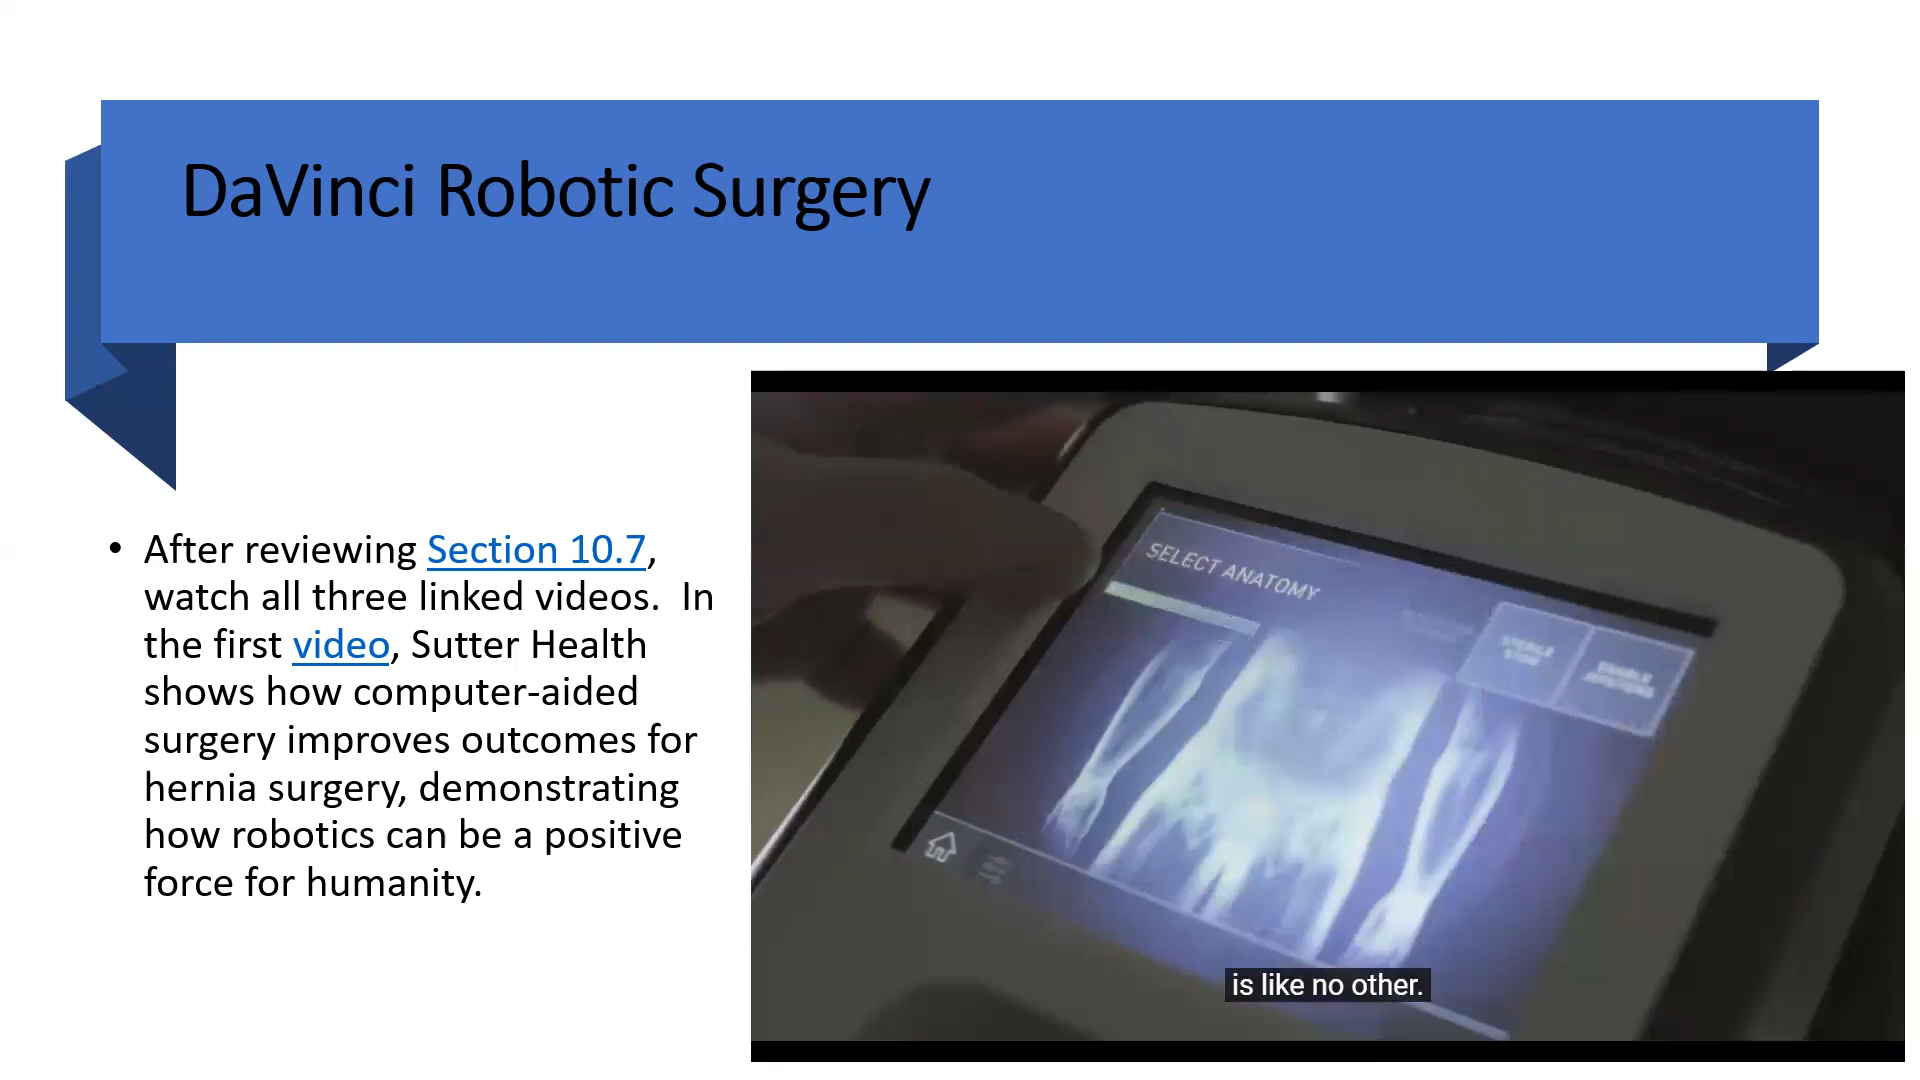 DaVinci Robotic Surgery
• After reviewing Section 10.7,
watch all three linked videos.  In
the first video, Sutter Health
shows how computer-aided
surgery improves outcomes for
hernia surgery, demonstrating
how robotics can be a positive
force for humanity.
SELECT ANATOMY
is like no other.